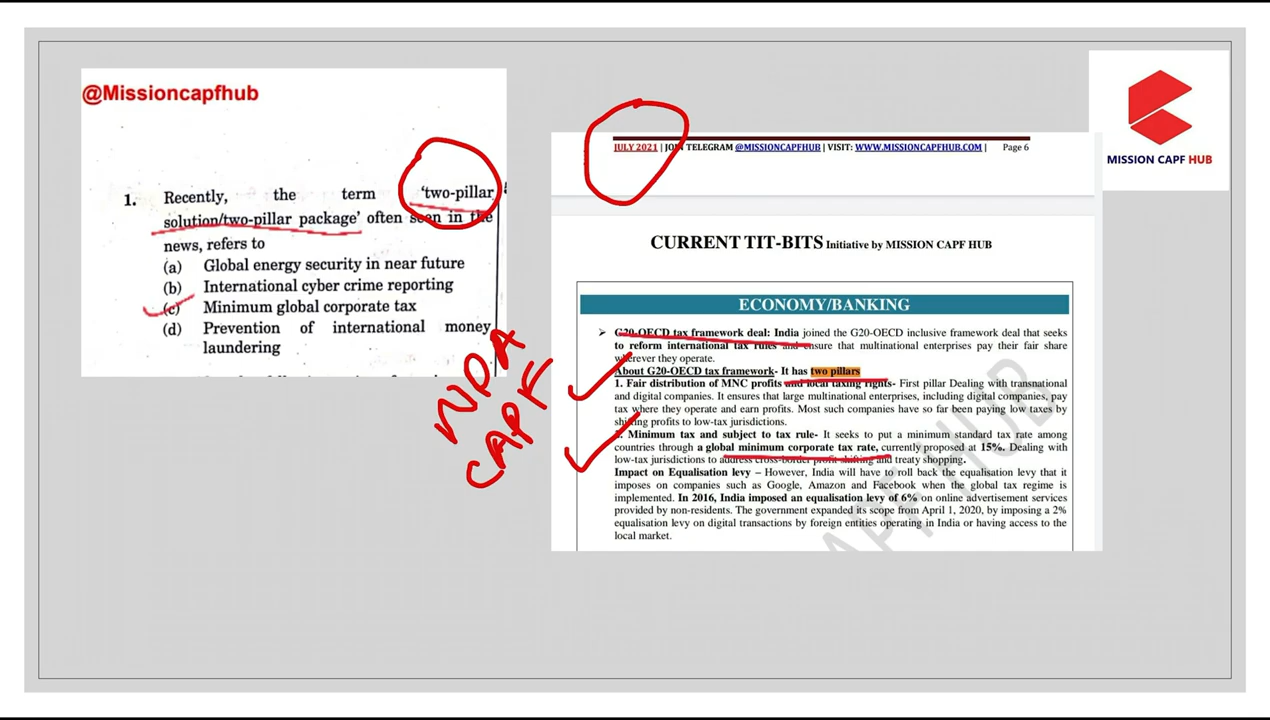 @Missioncapfhub
1. Recently, the term 'two-pillar
solution/two-pillar package' often seen in the
news, refers to
(a) Global energy security in near future
(b) International cyber crime reporting
(c) Minimum global corporate tax
(d) Prevention of international money
laundering
NDA
CAPF
JULY 2021 | JOIN TELEGRAM @MISSIONCAPFHUB | VISIT: WWW.MISSIONCAPFHUB.COM | Page 6
CURRENT TIT-BITS Initiative by MISSION CAPF HUB
ECONOMY/BANKING
➢ G20-OECD tax framework deal: India joined the G20-OECD inclusive framework deal that seeks
to reform international tax rules and ensure that multinational enterprises pay their fair share
wherever they operate.
About G20-OECD tax framework- It has two pillars
1. Fair distribution of MNC profits and local taxing rights- First pillar Dealing with transnational
and digital companies. It ensures that large multinational enterprises, including digital companies, pay
tax where they operate and earn profits. Most such companies have so far been paying low taxes by
shifting profits to low-tax jurisdictions.
2. Minimum tax and subject to tax rule- It seeks to put a minimum standard tax rate among
countries through a global minimum corporate tax rate, currently proposed at 15%. Dealing with
low-tax jurisdictions to address cross-border profit shifting and treaty shopping.
Impact on Equalisation levy – However, India will have to roll back the equalisation levy that it
imposes on companies such as Google, Amazon and Facebook when the global tax regime is
implemented. In 2016, India imposed an equalisation levy of 6% on online advertisement services
provided by non-residents. The government expanded its scope from April 1, 2020, by imposing a 2%
equalisation levy on digital transactions by foreign entities operating in India or having access to the
local market.
CAPF HUB
MISSION CAPF HUB